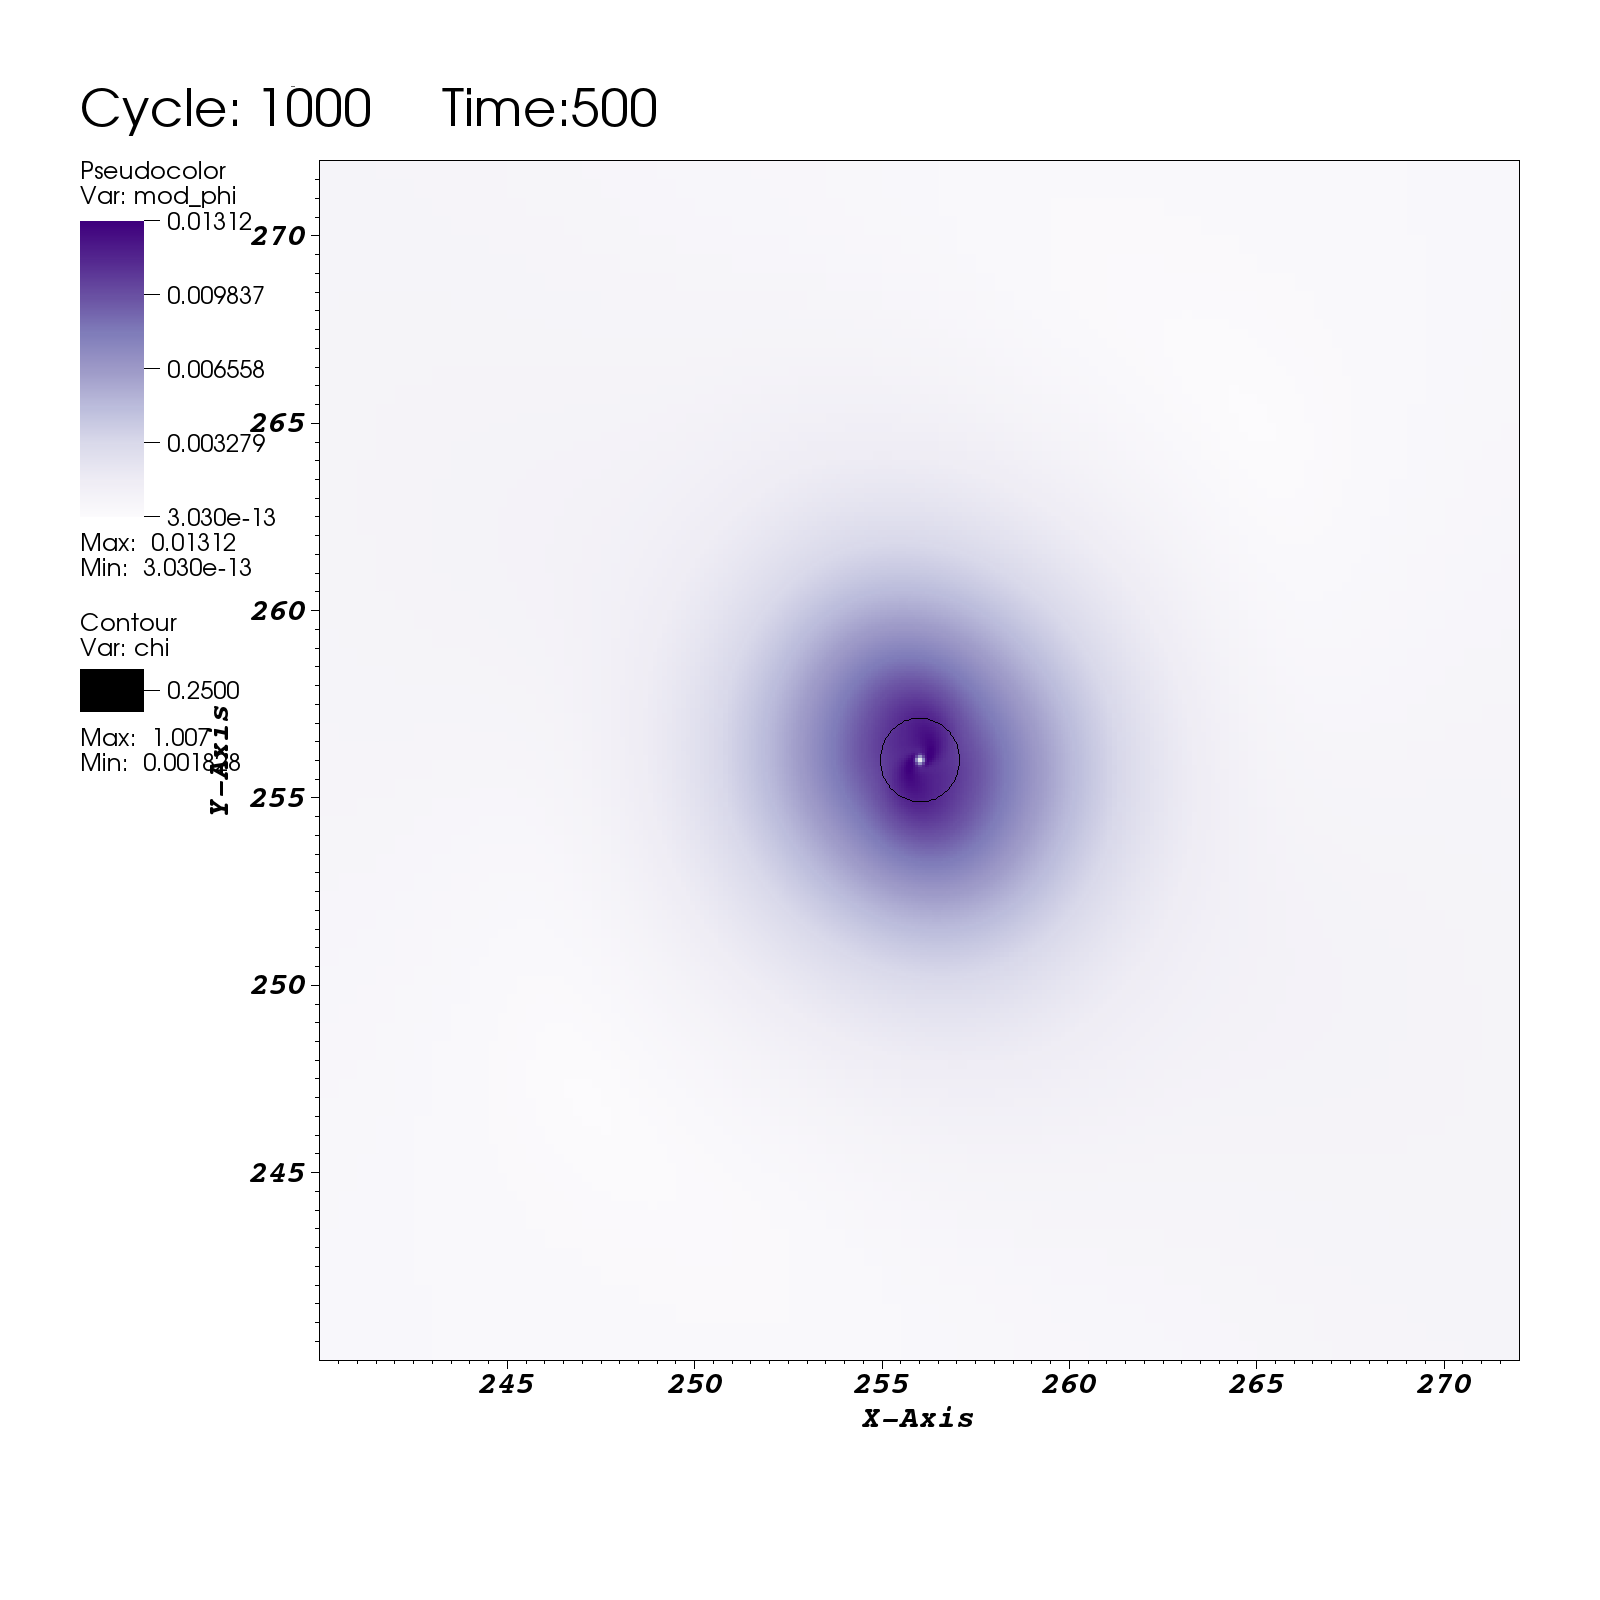 Cycle: 1000 Time:500
Pseudocolor
Var: mod_phi
0.01312
0.009837
0.006558
0.003279
3.030e-13
Max: 0.01312
Min: 3.030e-13
Contour
Var: chi
0.2500
Max: 1.007
Y-Axis
270
265
260
255
250
245
245 250 255 260 265 270
X-Axis